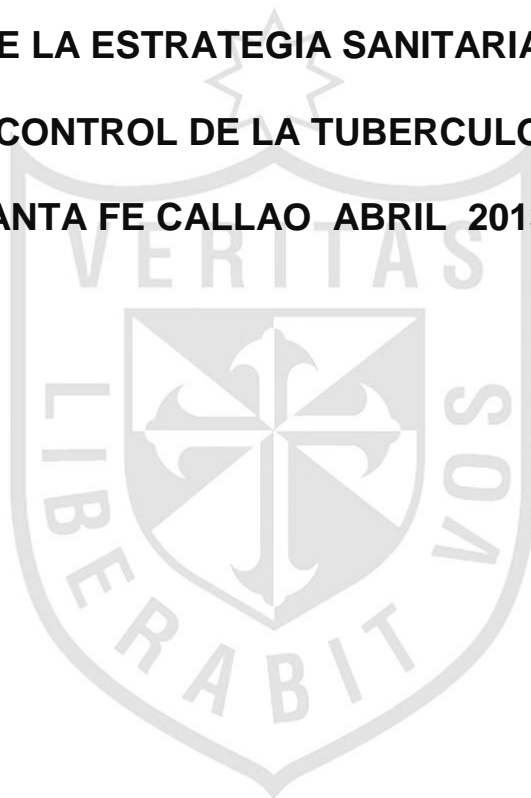 E LA ESTRATEGIA SANITARIA
CONTROL DE LA TUBERCULO
ANTA FE CALLAO ABRIL 201
VERITAS
LIBERABIT
VOS